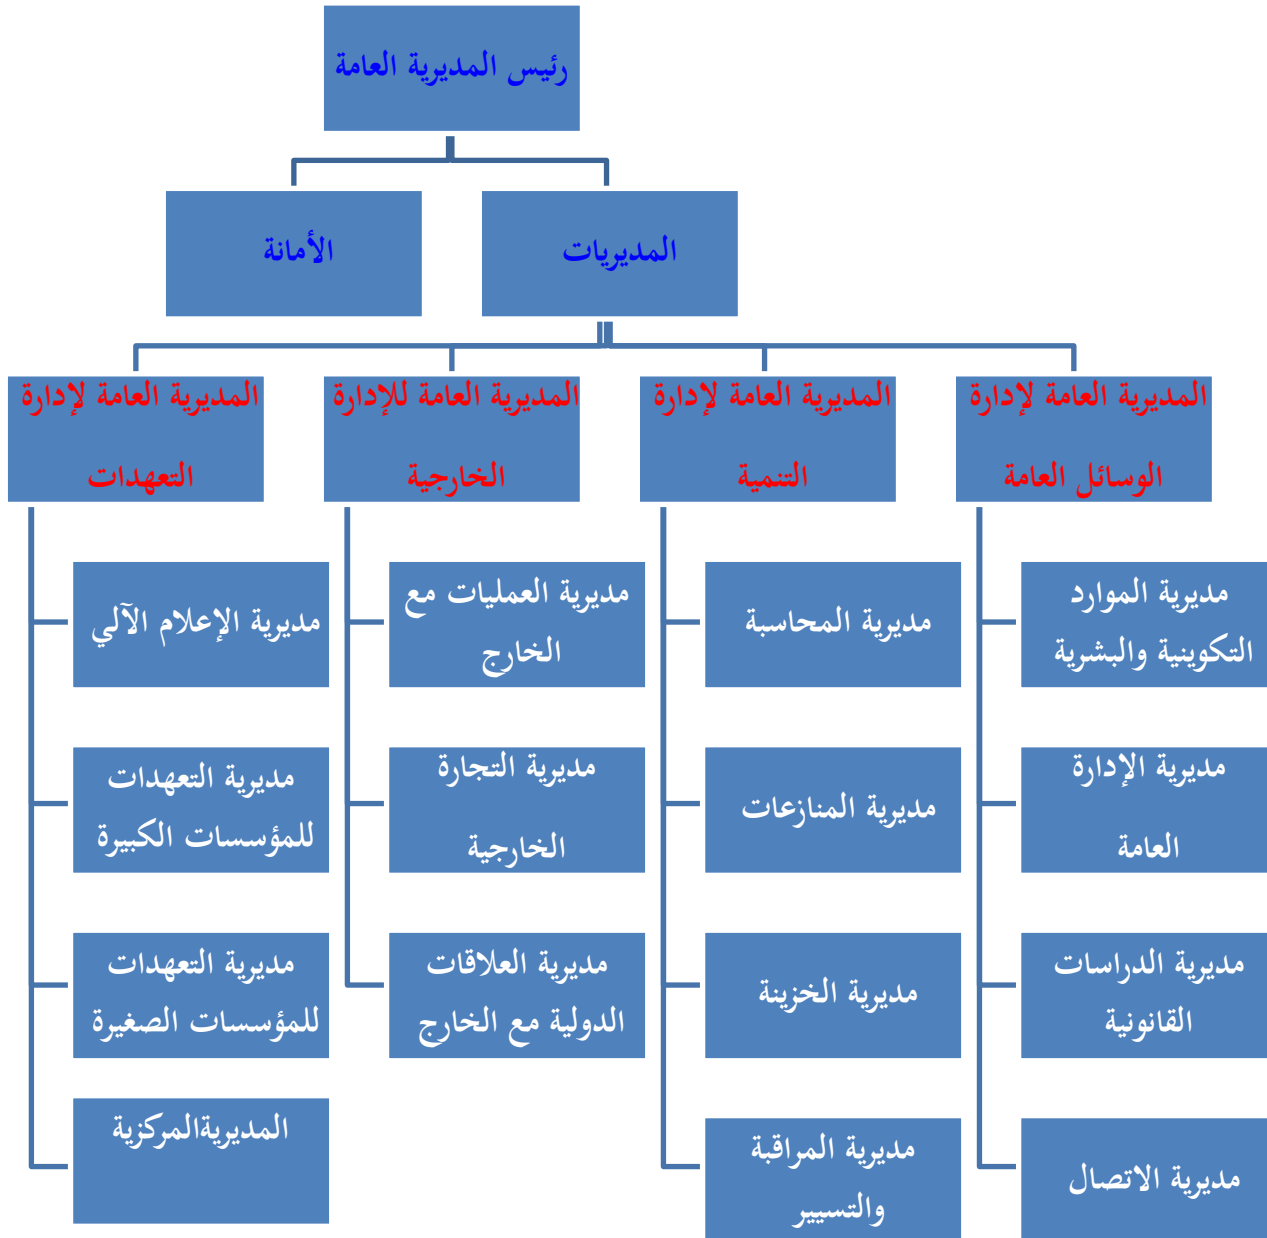 رئيس المديرية العامة
المديريات
الأمانة
المديرية العامة لإدارة
الوسائل العامة
المديرية العامة لإدارة
التنمية
المديرية العامة للإدارة
الخارجية
المديرية العامة لإدارة
التعهدات
مديرية الموارد
التكوينية والبشرية
مديرية المحاسبة
مديرية العمليات مع
الخارج
مديرية الإعلام الآلي
مديرية الإدارة
العامة
مديرية المنازعات
مديرية التجارة
الخارجية
مديرية التعهدات
للمؤسسات الكبيرة
مديرية الدراسات
القانونية
مديرية الخزينة
مديرية العلاقات
الدولية مع الخارج
مديرية التعهدات
للمؤسسات الصغيرة
مديرية الاتصال
مديرية المراقبة
والتسيير
المديريةالمركزية